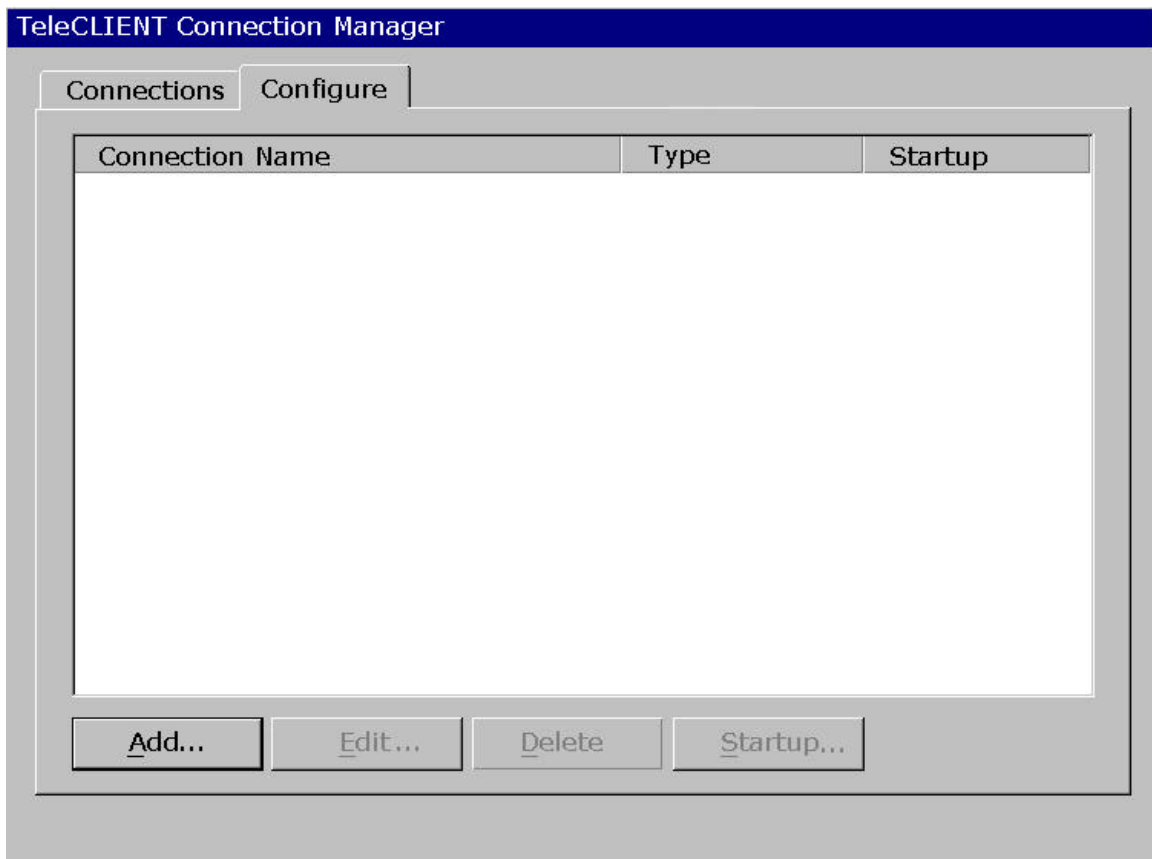 TeleCLIENT Connection Manager
Connections Configure
Connection Name Type Startup
Add... Edit... Delete Startup...